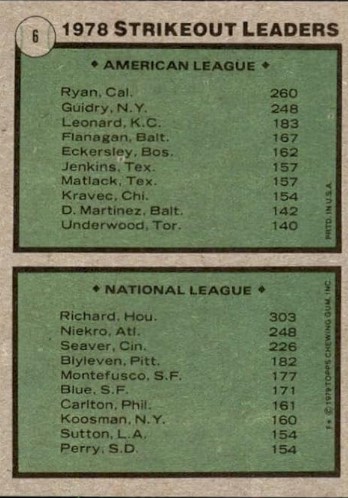 6
1978 STRIKEOUT LEADERS
◆ AMERICAN LEAGUE ◆
Ryan, Cal. 260
Guidry, N.Y. 248
Leonard, K.C. 183
Flanagan, Balt. 167
Eckersley, Bos. 162
Jenkins, Tex. 157
Matlack, Tex. 157
Kravec, Chi. 154
D. Martinez, Balt. 142
Underwood, Tor. 140
PRTD. IN U.S.A.
◆ NATIONAL LEAGUE ◆
Richard, Hou. 303
Niekro, Atl. 248
Seaver, Cin. 226
Blyleven, Pitt. 182
Montefusco, S.F. 177
Blue, S.F. 171
Carlton, Phil. 161
Koosman, N.Y. 160
Sutton, L.A. 154
Perry, S.D. 154
© 1979 TOPPS CHEWING GUM, INC.